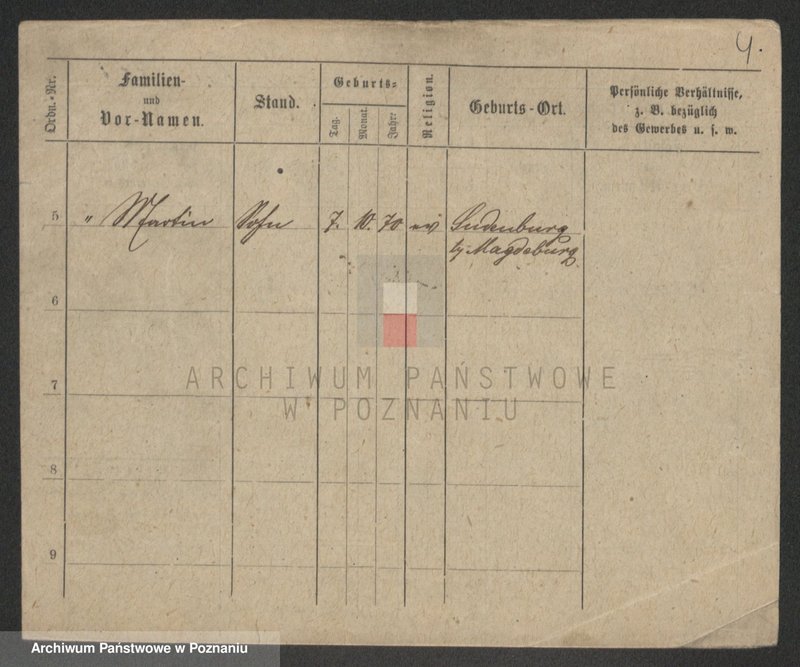 4.
Ordn.-Nr.
Familien-
und
Vor-Namen.
Stand.
Geburts-
Tag.
Monat.
Jahr.
Religion.
Geburts-Ort.
Persönliche Verhältnisse,
z. B. bezüglich
des Gewerbes u. s. w.
5 " Martin Sohn 7. 10. 70 Sudenburg
b/ Magdeburg
6
ARCHIWUM PAŃSTWOWE
W POZNANIU
7
8
9
Archiwum Państwowe w Poznaniu